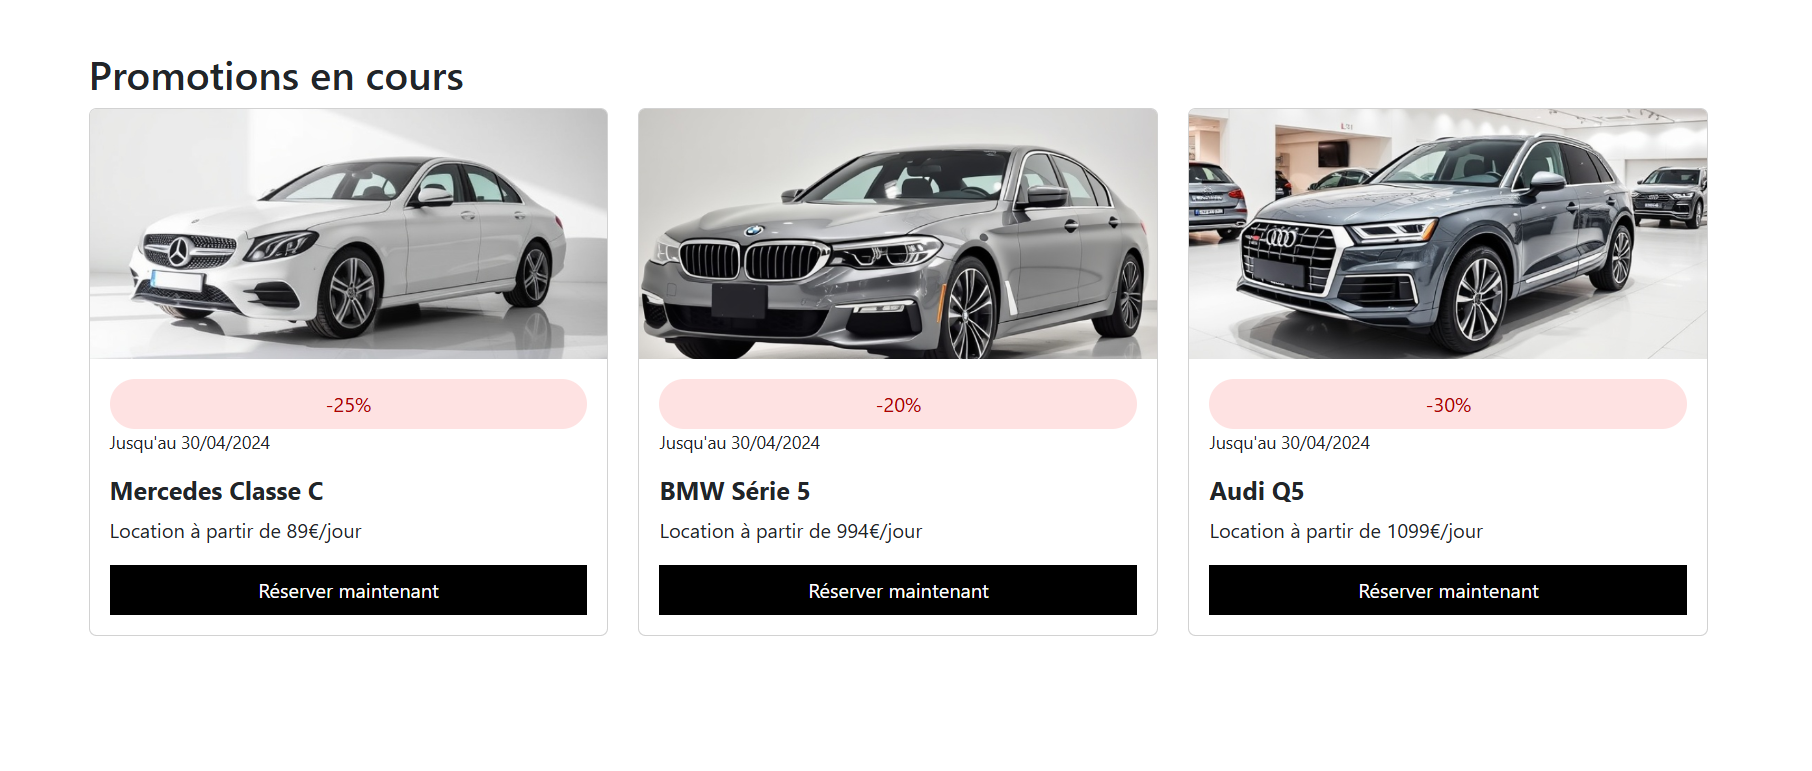 Promotions en cours
-25%
Jusqu'au 30/04/2024
Mercedes Classe C
Location à partir de 89€/jour
Réserver maintenant
-20%
Jusqu'au 30/04/2024
BMW Série 5
Location à partir de 994€/jour
Réserver maintenant
-30%
Jusqu'au 30/04/2024
Audi Q5
Location à partir de 1099€/jour
Réserver maintenant